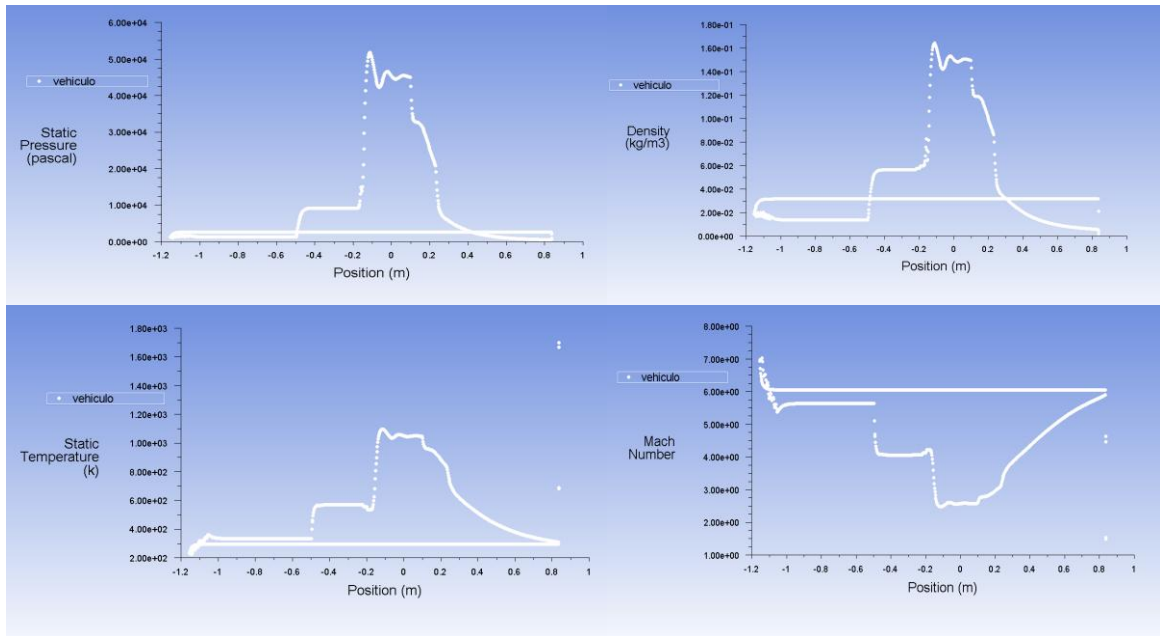 6.00e+04
5.00e+04
vehiculo
4.00e+04
Static
Pressure
(pascal)
3.00e+04
2.00e+04
1.00e+04
0.00e+00
-1.2 -1 -0.8 -0.6 -0.4 -0.2 0 0.2 0.4 0.6 0.8 1
Position (m)
1.80e-01
1.60e-01
1.40e-01
vehiculo
1.20e-01
1.00e-01
Density
(kg/m3)
8.00e-02
6.00e-02
4.00e-02
2.00e-02
0.00e+00
-1.2 -1 -0.8 -0.6 -0.4 -0.2 0 0.2 0.4 0.6 0.8 1
Position (m)
1.80e+03
1.60e+03
1.40e+03
vehiculo
1.20e+03
1.00e+03
Static
Temperature
(k)
8.00e+02
6.00e+02
4.00e+02
2.00e+02
-1.2 -1 -0.8 -0.6 -0.4 -0.2 0 0.2 0.4 0.6 0.8 1
Position (m)
8.00e+00
7.00e+00
vehiculo
6.00e+00
5.00e+00
Mach
Number
4.00e+00
3.00e+00
2.00e+00
1.00e+00
-1.2 -1 -0.8 -0.6 -0.4 -0.2 0 0.2 0.4 0.6 0.8 1
Position (m)